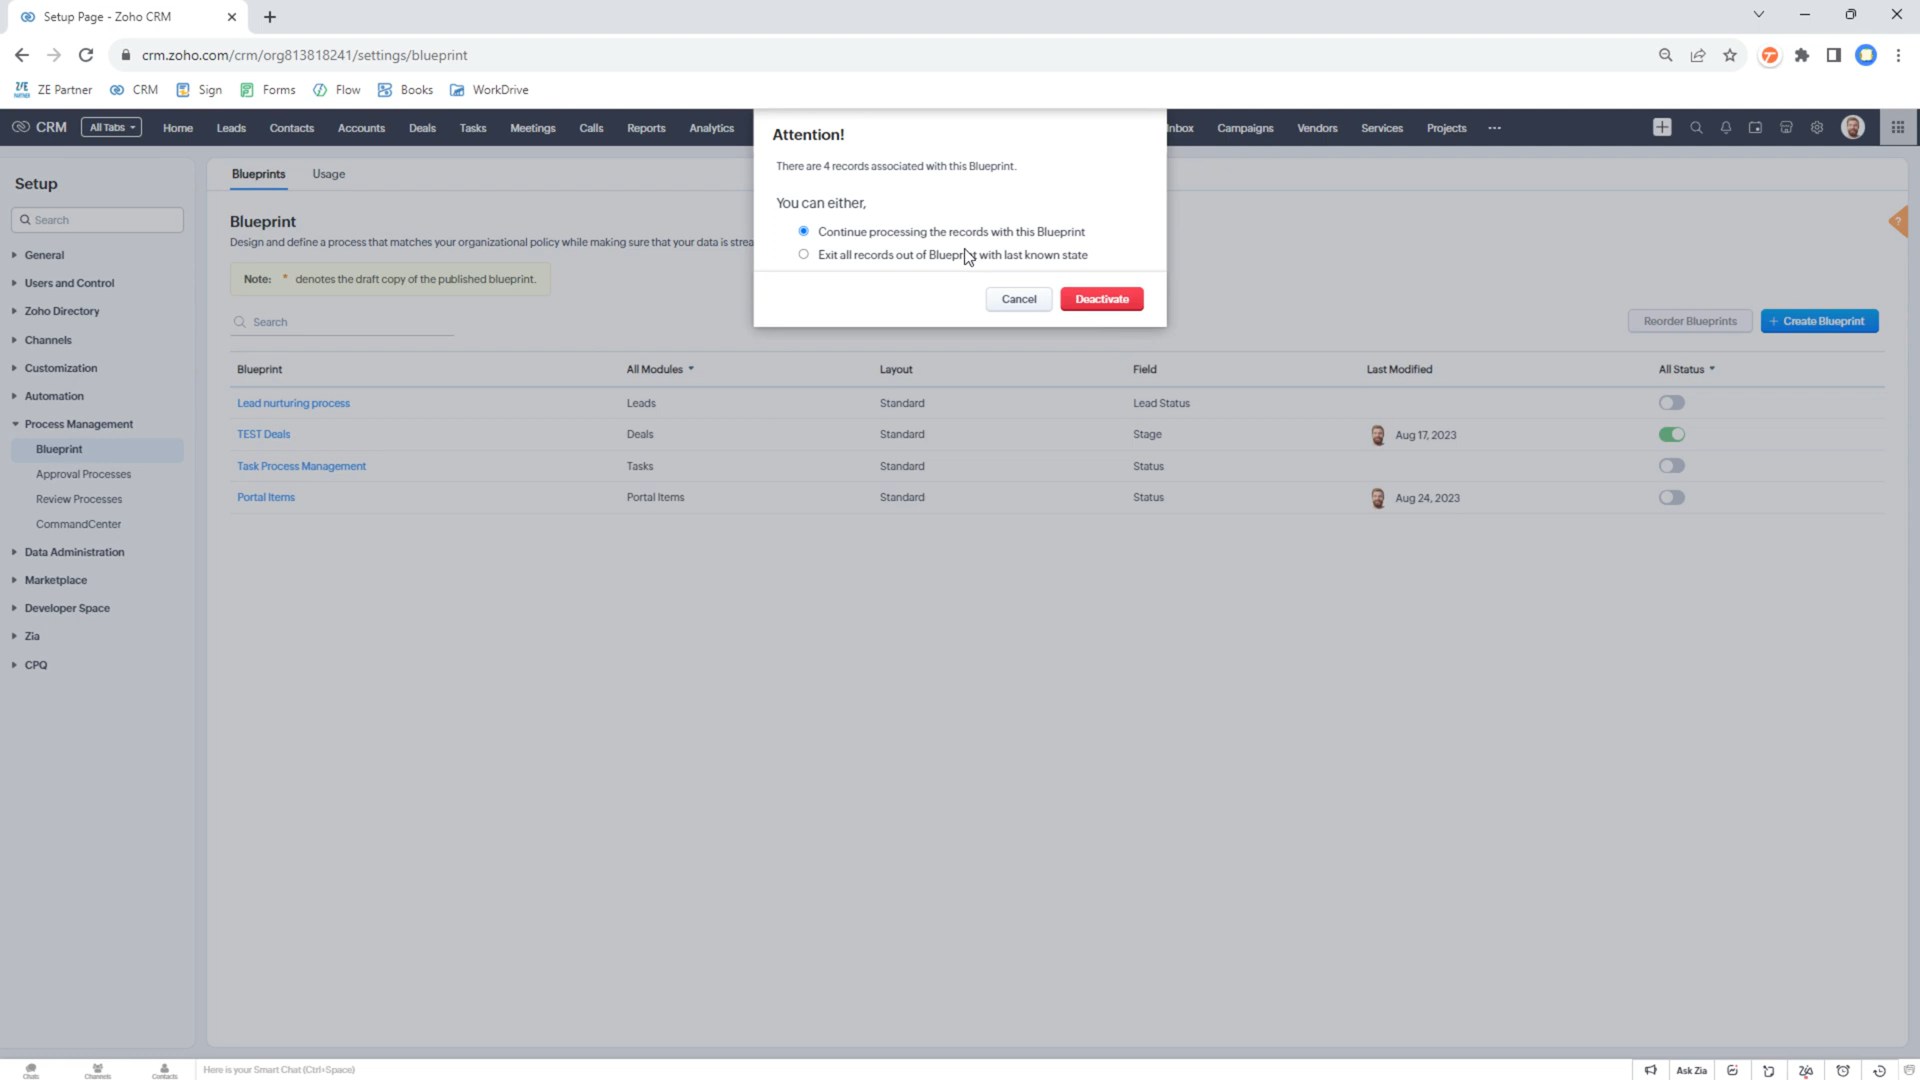 Setup Page - Zoho CRM
crm.zoho.com/crm/org813818241/settings/blueprint
ZE Partner CRM Sign Forms Flow Books WorkDrive
CRM All Tabs Home Leads Contacts Accounts Deals Tasks Meetings Calls Reports Analytics Inbox Campaigns Vendors Services Projects
Attention!
There are 4 records associated with this Blueprint.
You can either,
Continue processing the records with this Blueprint
Exit all records out of Blueprint with last known state
Cancel Deactivate
Setup
Search
General
Users and Control
Zoho Directory
Channels
Customization
Automation
Process Management
Blueprint
Approval Processes
Review Processes
CommandCenter
Data Administration
Marketplace
Developer Space
Zia
CPQ
Blueprints Usage
Blueprint
Design and define a process that matches your organizational policy while making sure that your data is strea
Note: * denotes the draft copy of the published blueprint.
Search
Reorder Blueprints + Create Blueprint
Blueprint All Modules Layout Field Last Modified All Status
Lead nurturing process Leads Standard Lead Status
TEST Deals Deals Standard Stage Aug 17, 2023
Task Process Management Tasks Standard Status
Portal Items Portal Items Standard Status Aug 24, 2023
Chats Channels Contacts Here is your Smart Chat (Ctrl+Space) Ask Zia